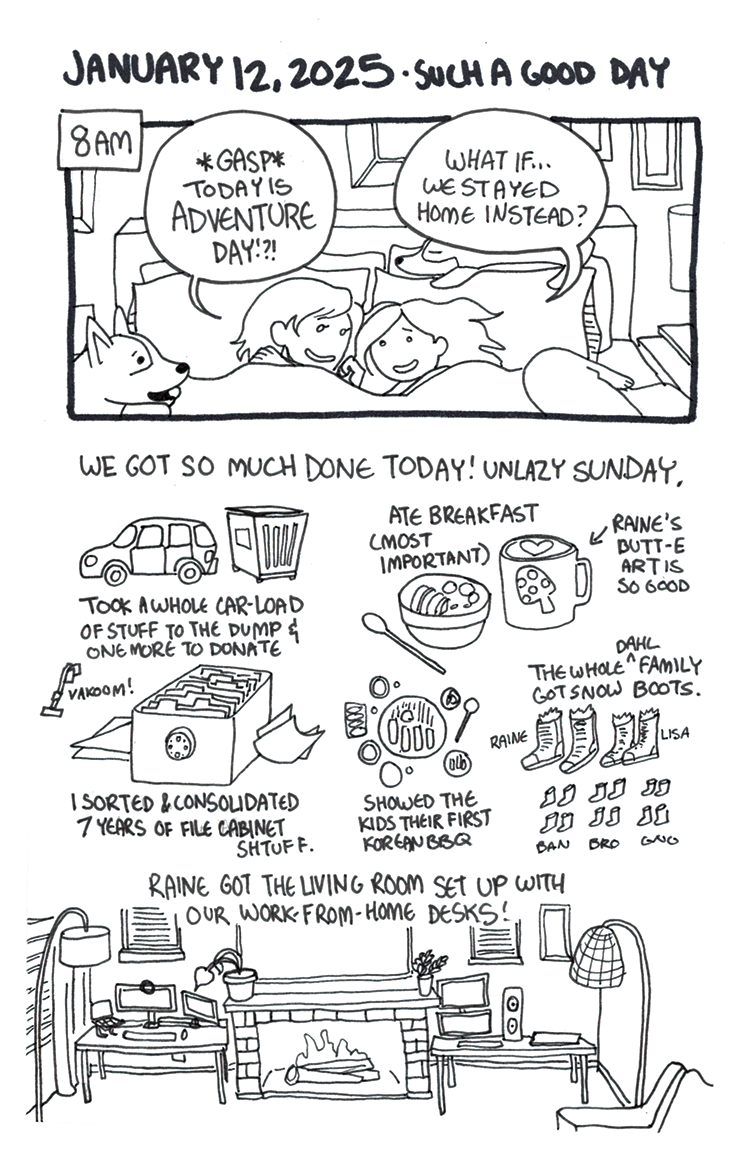 JANUARY 12, 2025 · SUCH A GOOD DAY
8AM
*GASP*
TODAY IS
ADVENTURE
DAY!?!
WHAT IF...
WE STAYED
HOME INSTEAD?
WE GOT SO MUCH DONE TODAY! UNLAZY SUNDAY.
TOOK A WHOLE CAR-LOAD
OF STUFF TO THE DUMP &
ONE MORE TO DONATE
ATE BREAKFAST
(MOST
IMPORTANT)
RAINE'S
BUTT-E
ART IS
SO GOOD
VAKOOM!
I SORTED & CONSOLIDATED
7 YEARS OF FILE CABINET
SHTUFF.
SHOWED THE
KIDS THEIR FIRST
KOREAN BBQ
DAHL
THE WHOLE ^ FAMILY
GOT SNOW BOOTS.
RAINE
LISA
BAN BRO GNO
RAINE GOT THE LIVING ROOM SET UP WITH
OUR WORK-FROM-HOME DESKS!